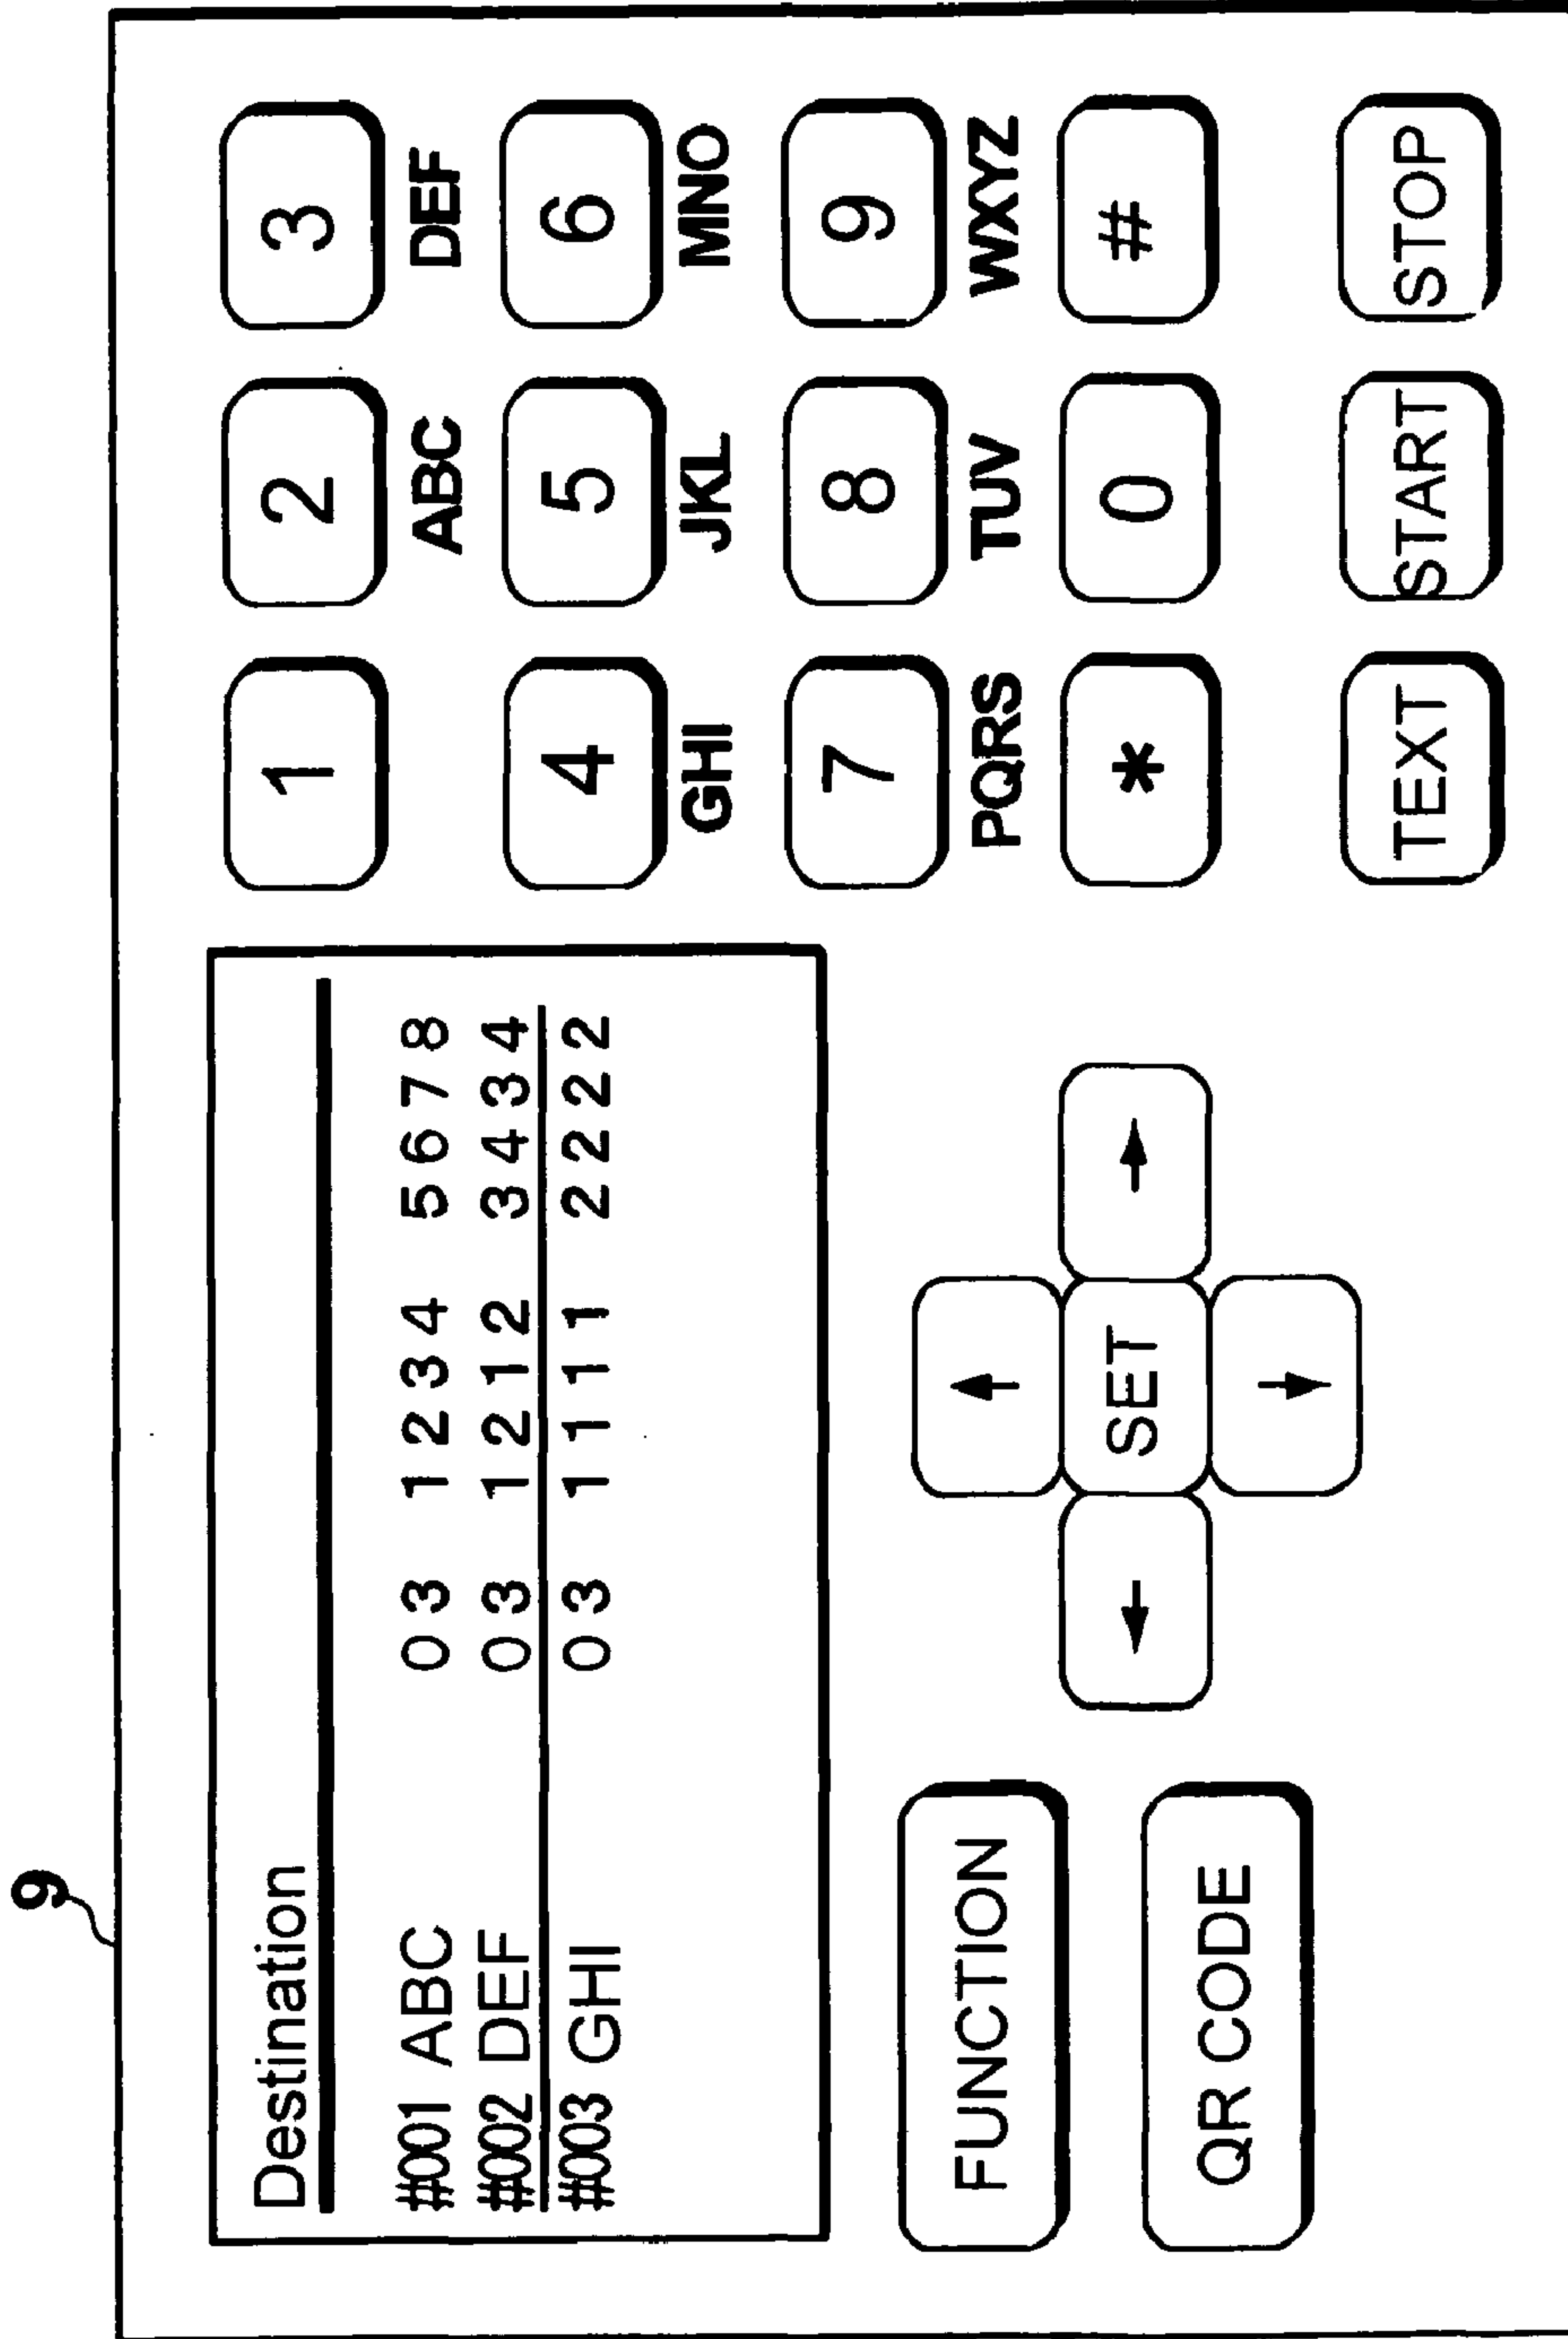 9
Destination
#001 ABC 03 1234 5678
#002 DEF 03 1212 3434
#003 GHI 03 1111 2222
FUNCTION
QR CODE
SET
1 2 3
ABC DEF
4 5 6
GHI JKL MNO
7 8 9
PQRS TUV WXYZ
* 0 #
TEXT START STOP